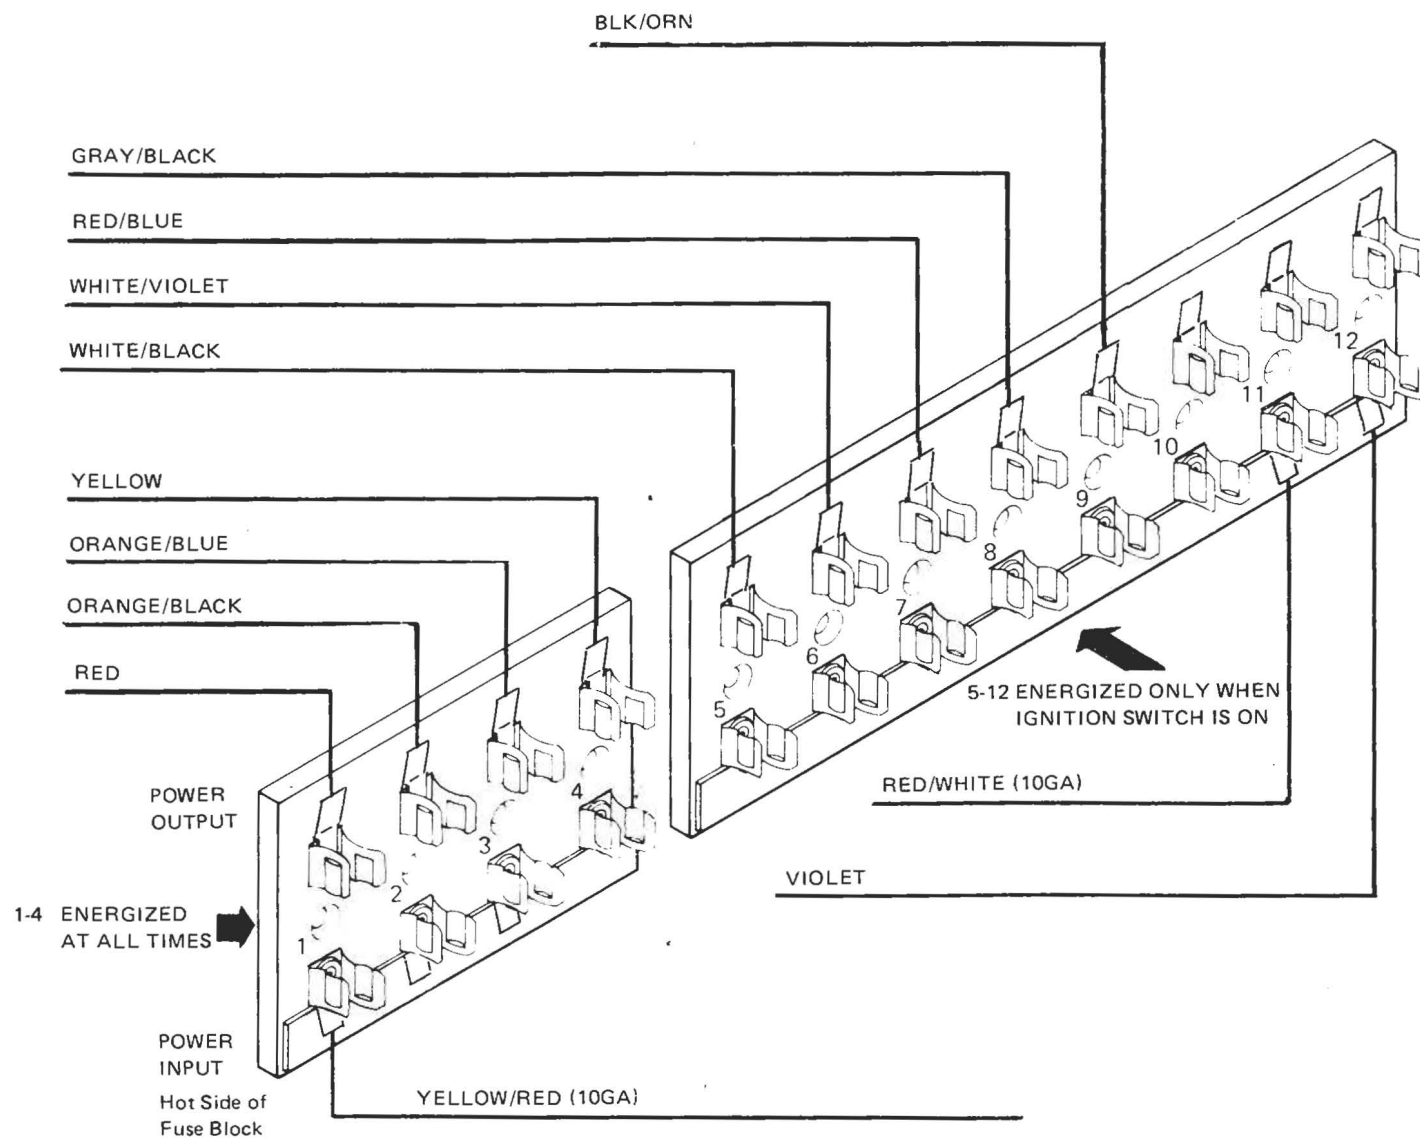 BLK/ORN
GRAY/BLACK
RED/BLUE
WHITE/VIOLET
WHITE/BLACK
YELLOW
ORANGE/BLUE
ORANGE/BLACK
RED
POWER
OUTPUT
1-4 ENERGIZED
AT ALL TIMES
POWER
INPUT
Hot Side of
Fuse Block
YELLOW/RED (10GA)
1
2
3
4
5
6
7
8
9
10
11
12
5-12 ENERGIZED ONLY WHEN
IGNITION SWITCH IS ON
RED/WHITE (10GA)
VIOLET